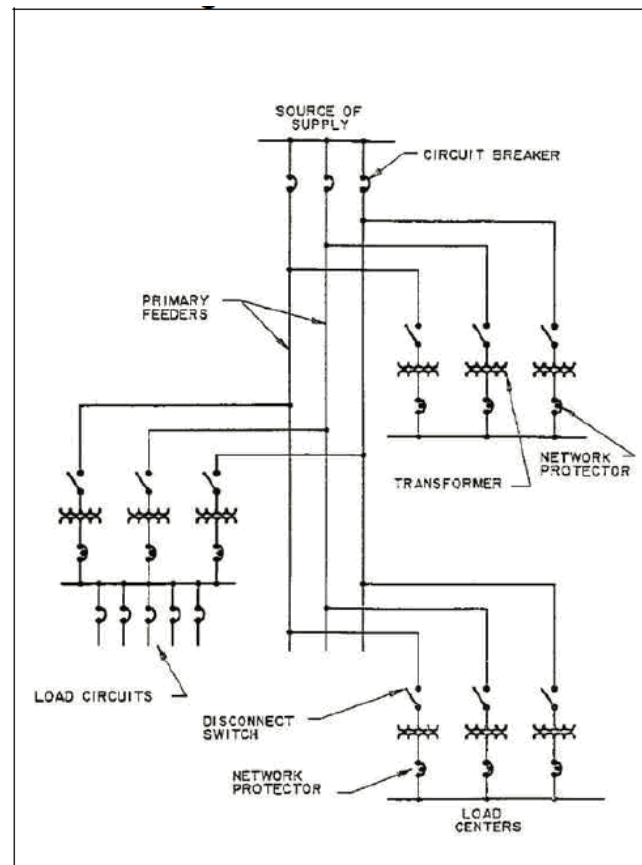 SOURCE OF
SUPPLY
CIRCUIT BREAKER
PRIMARY
FEEDERS
NETWORK
PROTECTOR
TRANSFORMER
LOAD CIRCUITS
DISCONNECT
SWITCH
NETWORK
PROTECTOR
LOAD
CENTERS